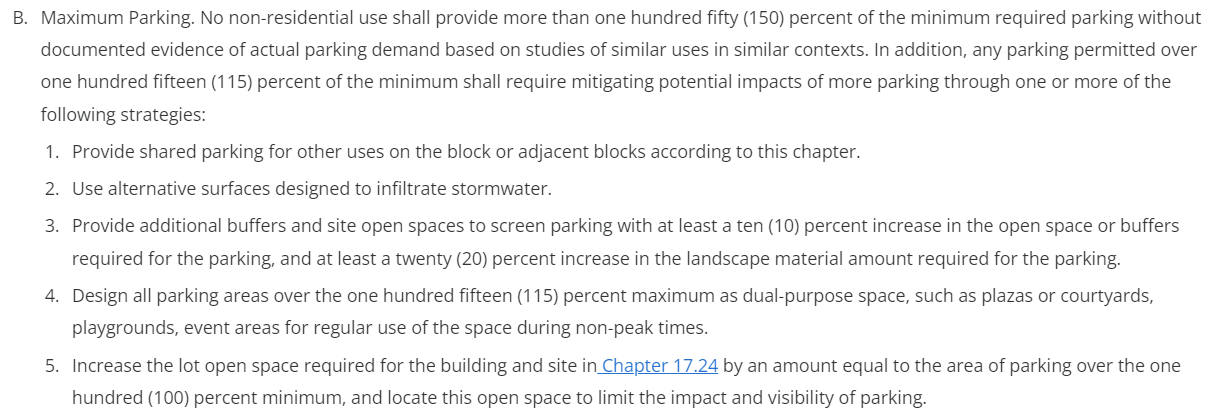 B. Maximum Parking. No non-residential use shall provide more than one hundred fifty (150) percent of the minimum required parking without
documented evidence of actual parking demand based on studies of similar uses in similar contexts. In addition, any parking permitted over
one hundred fifteen (115) percent of the minimum shall require mitigating potential impacts of more parking through one or more of the
following strategies:
1. Provide shared parking for other uses on the block or adjacent blocks according to this chapter.
2. Use alternative surfaces designed to infiltrate stormwater.
3. Provide additional buffers and site open spaces to screen parking with at least a ten (10) percent increase in the open space or buffers
required for the parking, and at least a twenty (20) percent increase in the landscape material amount required for the parking.
4. Design all parking areas over the one hundred fifteen (115) percent maximum as dual-purpose space, such as plazas or courtyards,
playgrounds, event areas for regular use of the space during non-peak times.
5. Increase the lot open space required for the building and site in Chapter 17.24 by an amount equal to the area of parking over the one
hundred (100) percent minimum, and locate this open space to limit the impact and visibility of parking.